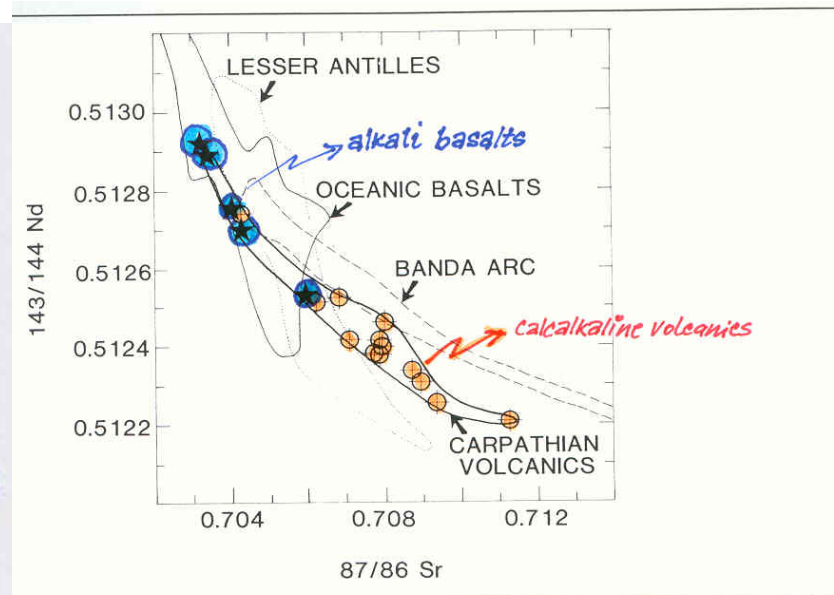 LESSER ANTILLES
0.5130
alkali basalts
0.5128
OCEANIC BASALTS
143/144 Nd
0.5126
BANDA ARC
calcalkaline volcanics
0.5124
0.5122
CARPATHIAN
VOLCANICS
0.704
0.708
0.712
87/86 Sr